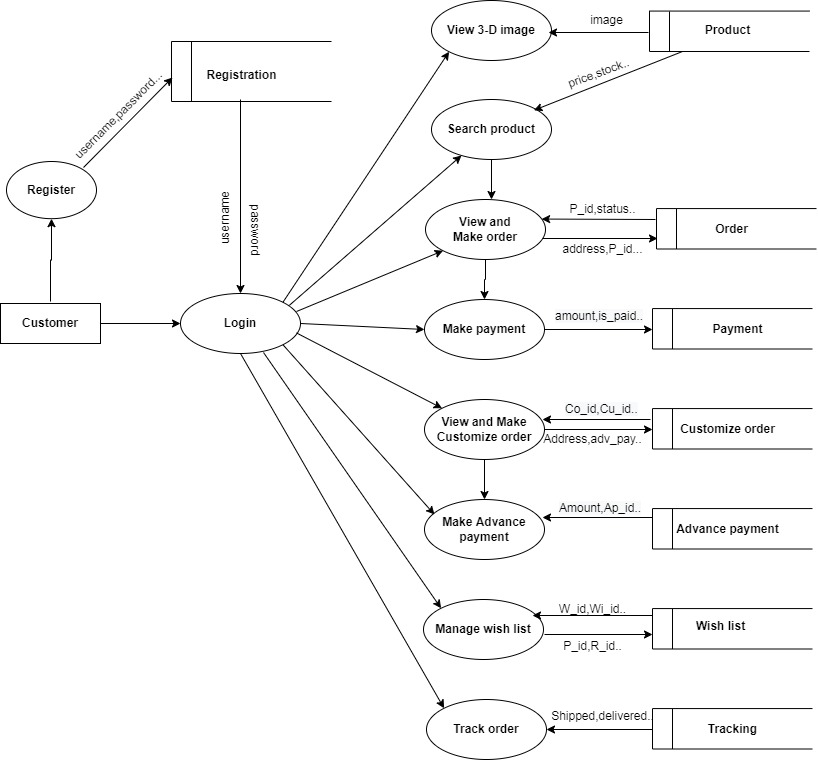 View 3-D image
image
Product
Registration
username,password...
price,stock..
Search product
Register
username
password
View and
Make order
P_id,status..
address,P_id...
Order
Customer
Login
Make payment
amount,is_paid..
Payment
View and Make
Customize order
Co_id,Cu_id..
Address,adv_pay..
Customize order
Make Advance
payment
Amount,Ap_id..
Advance payment
Manage wish list
W_id,Wi_id..
P_id,R_id..
Wish list
Track order
Shipped,delivered..
Tracking